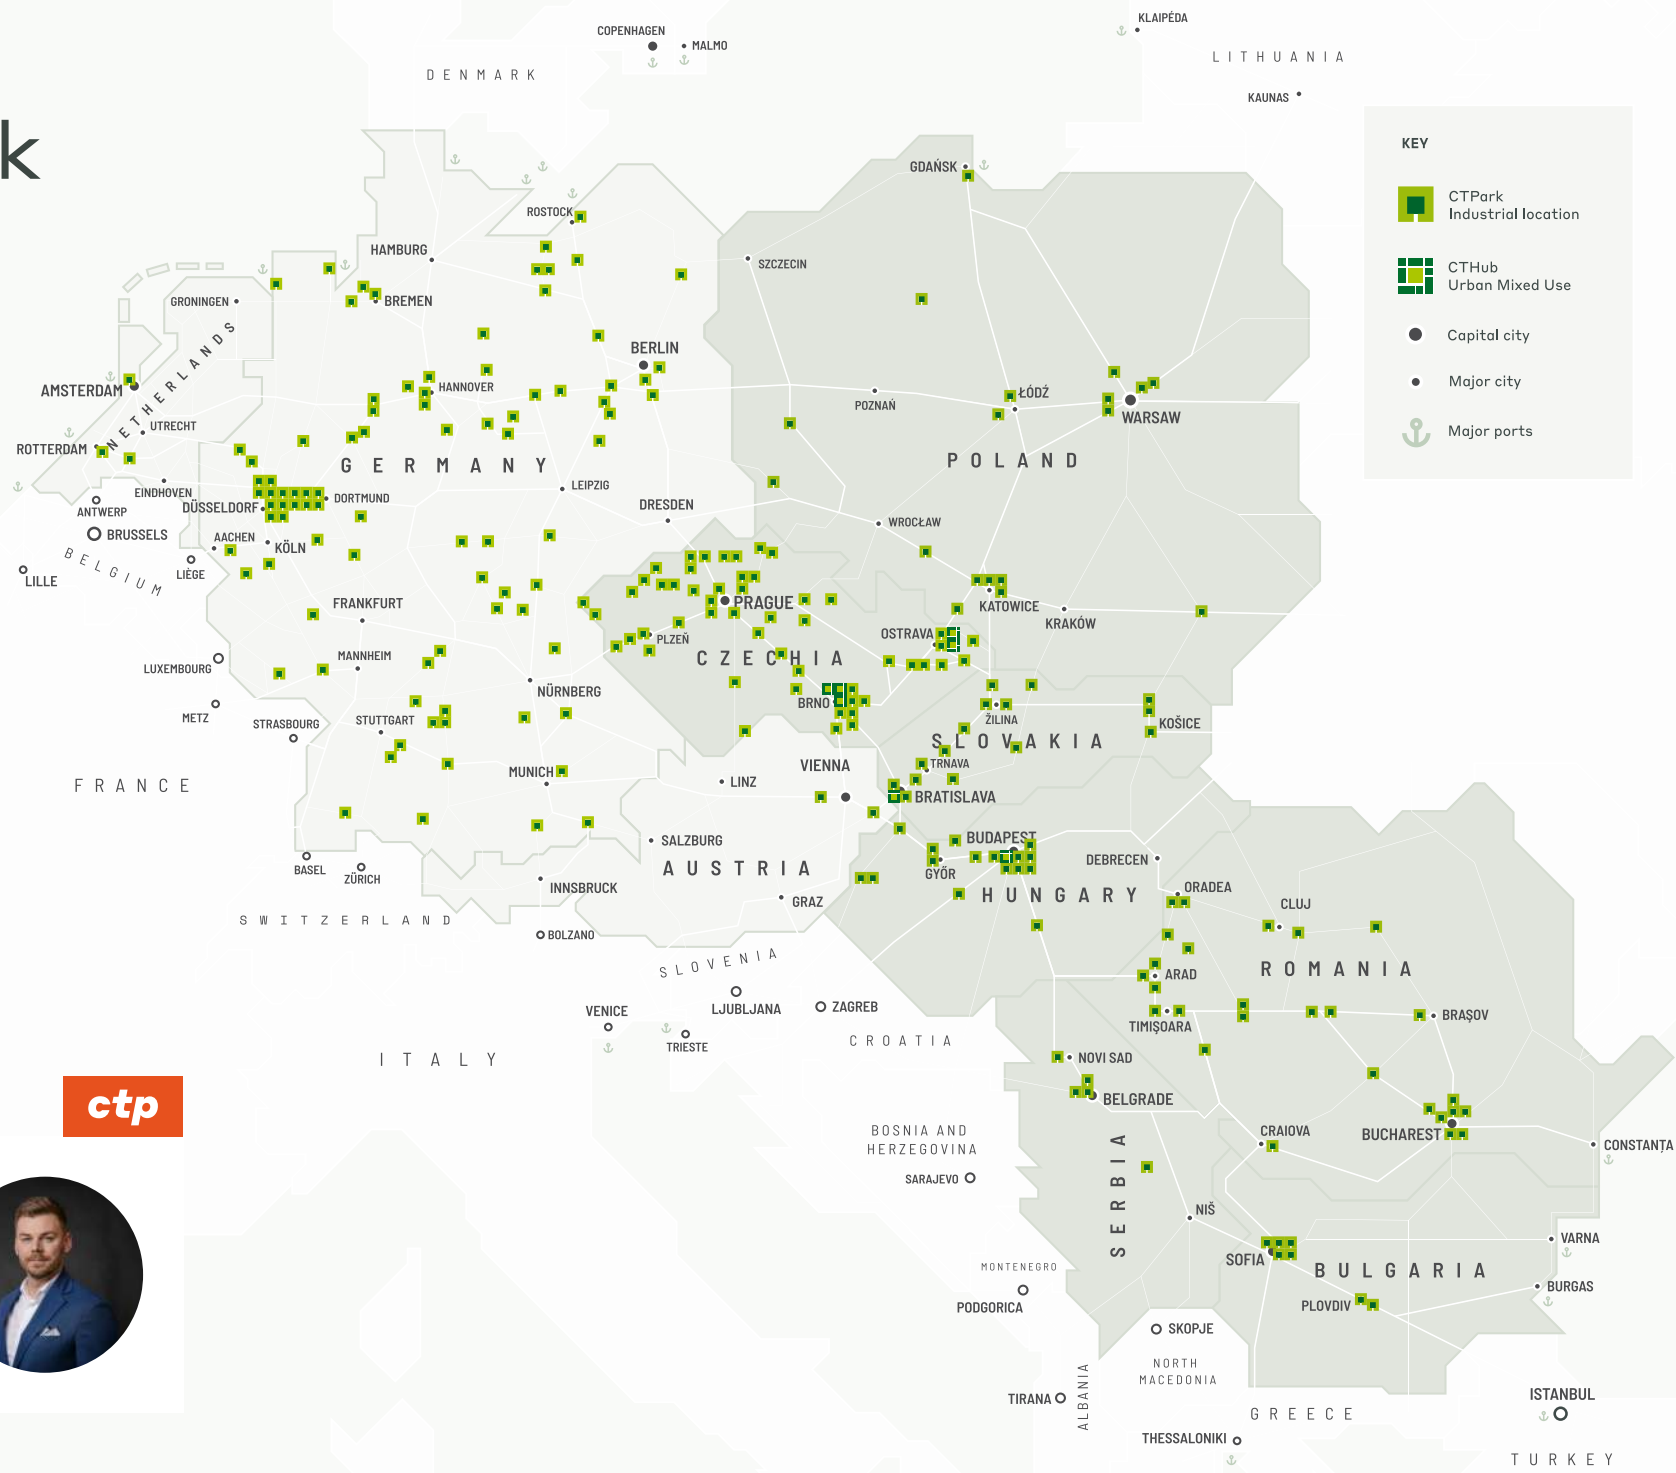 k
KLAIPÉDA
COPENHAGEN
MALMO
DENMARK
LITHUANIA
KAUNAS
KEY
CTPark
Industrial location
CTHub
Urban Mixed Use
Capital city
Major city
Major ports
GDAŃSK
ROSTOCK
HAMBURG
SZCZECIN
GRONINGEN
BREMEN
NETHERLANDS
BERLIN
AMSTERDAM
HANNOVER
POZNAŃ
ŁÓDŹ
WARSAW
UTRECHT
ROTTERDAM
GERMANY
POLAND
EINDHOVEN
LEIPZIG
DORTMUND
ANTWERP
DÜSSELDORF
DRESDEN
WROCŁAW
BRUSSELS
AACHEN
KÖLN
BELGIUM
LIÈGE
LILLE
FRANKFURT
PRAGUE
KATOWICE
KRAKÓW
OSTRAVA
PLZEŇ
CZECHIA
MANNHEIM
LUXEMBOURG
NÜRNBERG
BRNO
METZ
STRASBOURG
STUTTGART
ŽILINA
KOŠICE
SLOVAKIA
VIENNA
TRNAVA
MUNICH
FRANCE
LINZ
BRATISLAVA
SALZBURG
BUDAPEST
DEBRECEN
BASEL
ZÜRICH
AUSTRIA
GYŐR
INNSBRUCK
HUNGARY
ORADEA
GRAZ
CLUJ
SWITZERLAND
BOLZANO
SLOVENIA
ARAD
ROMANIA
VENICE
LJUBLJANA
ZAGREB
TIMIŞOARA
BRAŞOV
TRIESTE
CROATIA
ITALY
NOVI SAD
ctp
BELGRADE
BOSNIA AND
HERZEGOVINA
CRAIOVA
BUCHAREST
CONSTANȚA
SARAJEVO
SERBIA
NIŠ
VARNA
SOFIA
MONTENEGRO
BULGARIA
BURGAS
PODGORICA
PLOVDIV
SKOPJE
NORTH
MACEDONIA
TIRANA
ALBANIA
ISTANBUL
GREECE
THESSALONIKI
TURKEY